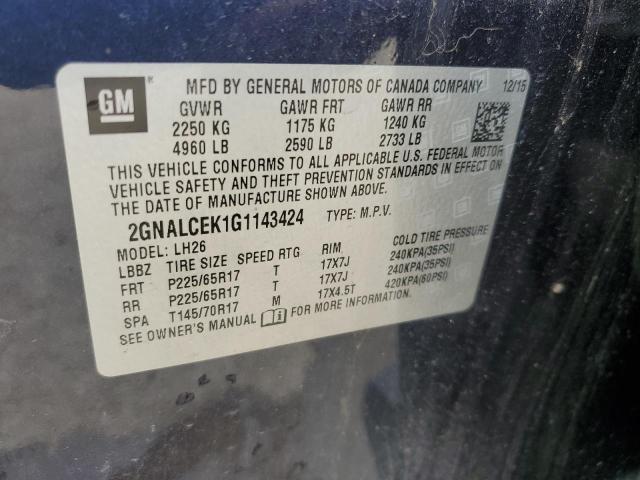 GM
MFD BY GENERAL MOTORS OF CANADA COMPANY 12/15
GVWR GAWR FRT GAWR RR
2250 KG 1175 KG 1240 KG
4960 LB 2590 LB 2733 LB
THIS VEHICLE CONFORMS TO ALL APPLICABLE U.S. FEDERAL MOTOR
VEHICLE SAFETY AND THEFT PREVENTION STANDARDS IN EFFECT ON
THE DATE OF MANUFACTURE SHOWN ABOVE.
2GNALCEK1G1143424 TYPE: M.P.V.
MODEL: LH26
LBBZ TIRE SIZE SPEED RTG RIM COLD TIRE PRESSURE
FRT P225/65R17 T 17X7J 240KPA(35PSI)
RR P225/65R17 T 17X7J 240KPA(35PSI)
SPA T145/70R17 M 17X4.5T 420KPA(60PSI)
SEE OWNER'S MANUAL FOR MORE INFORMATION.